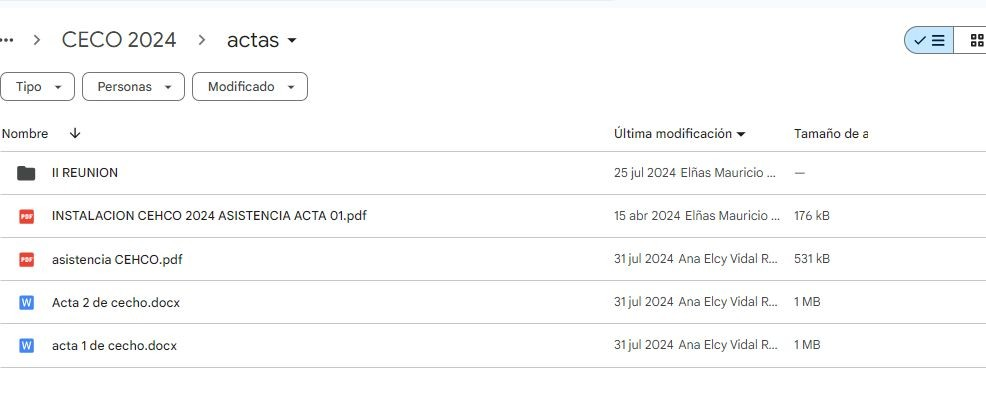 ... > CECO 2024 > actas
Tipo Personas Modificado
Nombre Última modificación Tamaño de a
II REUNION 25 jul 2024 Elñas Mauricio ... —
PDF INSTALACION CEHCO 2024 ASISTENCIA ACTA 01.pdf 15 abr 2024 Elñas Mauricio ... 176 kB
PDF asistencia CEHCO.pdf 31 jul 2024 Ana Elcy Vidal R... 531 kB
W Acta 2 de cecho.docx 31 jul 2024 Ana Elcy Vidal R... 1 MB
W acta 1 de cecho.docx 31 jul 2024 Ana Elcy Vidal R... 1 MB